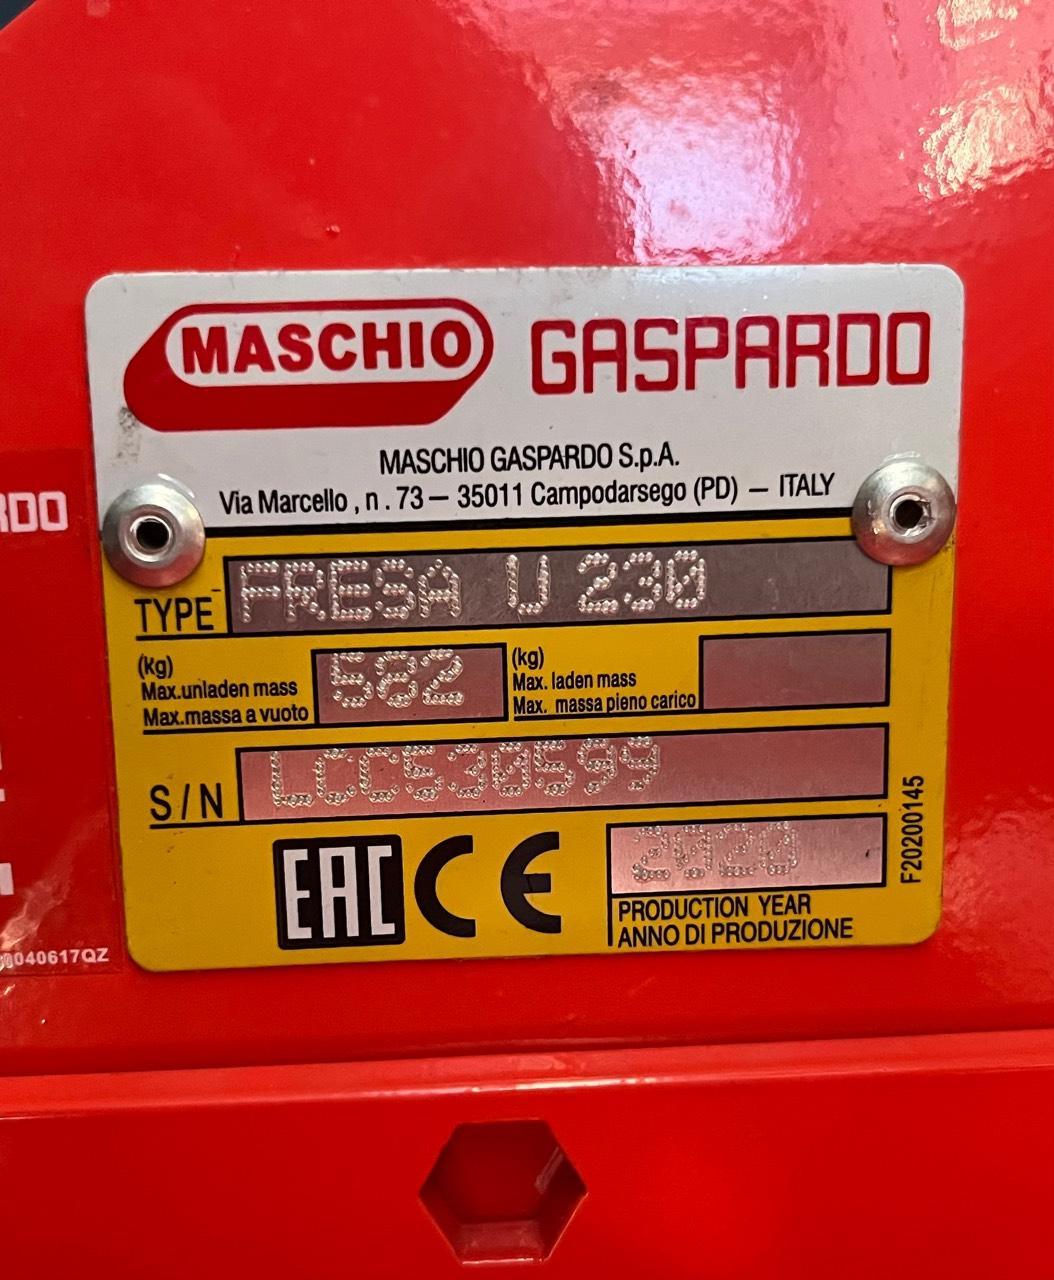 MASCHIO GASPARDO
MASCHIO GASPARDO S.p.A.
Via Marcello , n . 73 – 35011 Campodarsego (PD) – ITALY
RDO
TYPE FRESA U 230
(kg)
Max.unladen mass
Max.massa a vuoto
582
(kg)
Max. laden mass
Max. massa pieno carico
S/N LCC530599
EAC CE
2020
PRODUCTION YEAR
ANNO DI PRODUZIONE
F20200145
0040617QZ